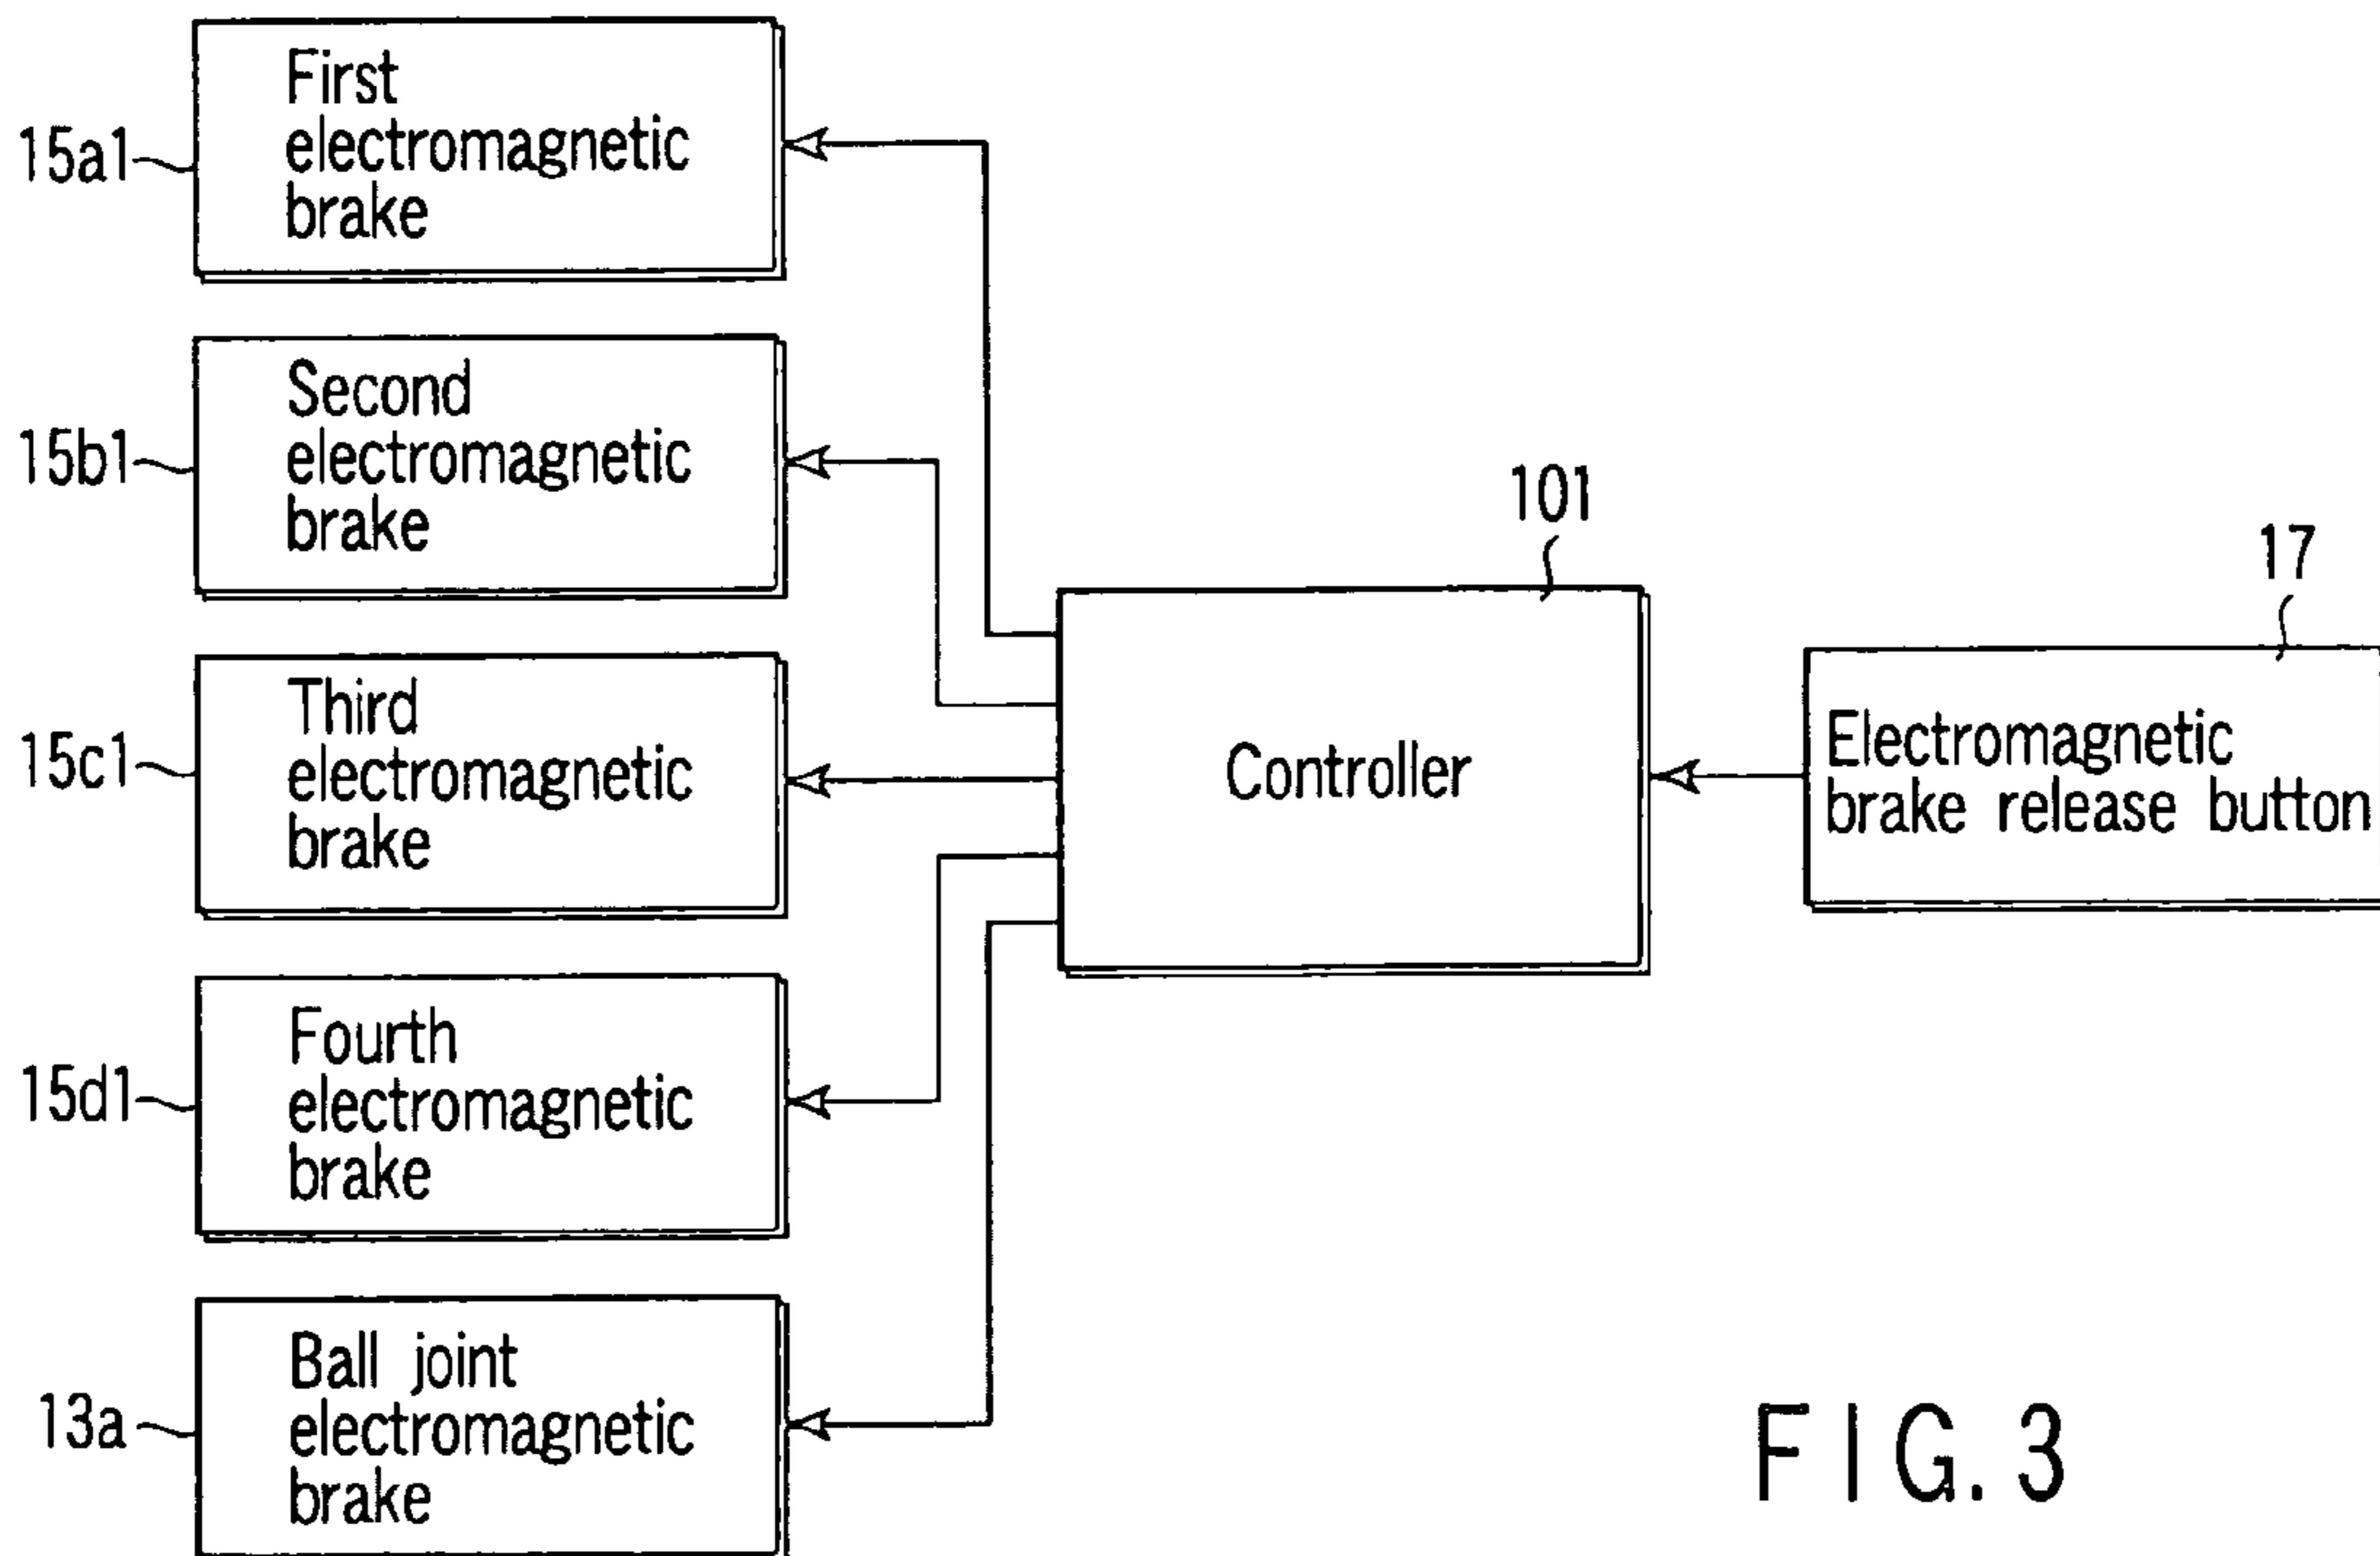 15a1
First
electromagnetic
brake
15b1
Second
electromagnetic
brake
15c1
Third
electromagnetic
brake
15d1
Fourth
electromagnetic
brake
13a
Ball joint
electromagnetic
brake
101
Controller
17
Electromagnetic
brake release button
FIG. 3